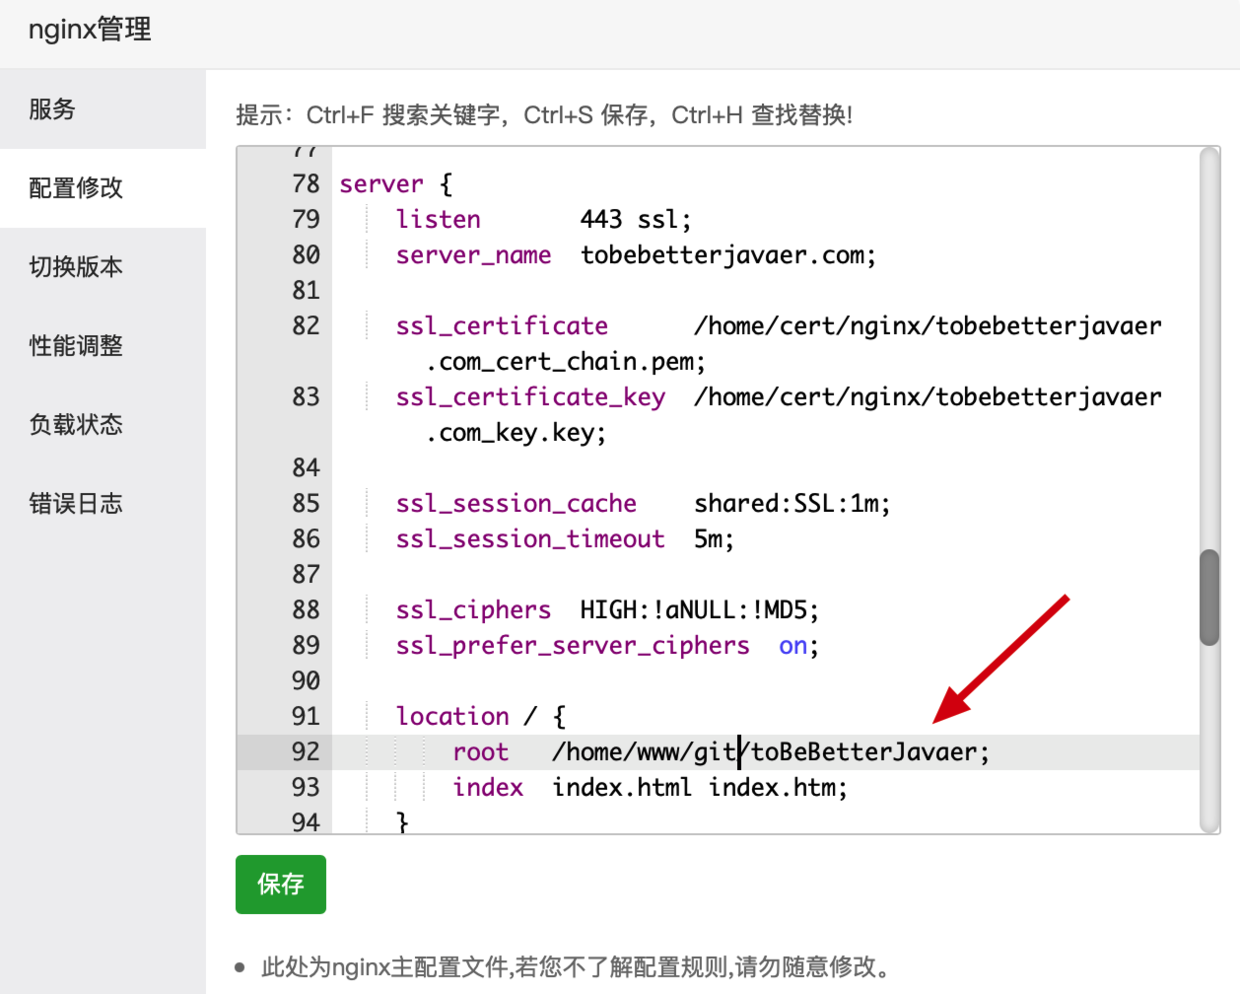 nginx管理
服务
配置修改
切换版本
性能调整
负载状态
错误日志
提示：Ctrl+F 搜索关键字，Ctrl+S 保存，Ctrl+H 查找替换!
77
78 server {
79 listen 443 ssl;
80 server_name tobebetterjavaer.com;
81
82 ssl_certificate /home/cert/nginx/tobebetterjavaer
.com_cert_chain.pem;
83 ssl_certificate_key /home/cert/nginx/tobebetterjavaer
.com_key.key;
84
85 ssl_session_cache shared:SSL:1m;
86 ssl_session_timeout 5m;
87
88 ssl_ciphers HIGH:!aNULL:!MD5;
89 ssl_prefer_server_ciphers on;
90
91 location / {
92 root /home/www/git/toBeBetterJavaer;
93 index index.html index.htm;
94 }
保存
此处为nginx主配置文件,若您不了解配置规则,请勿随意修改。